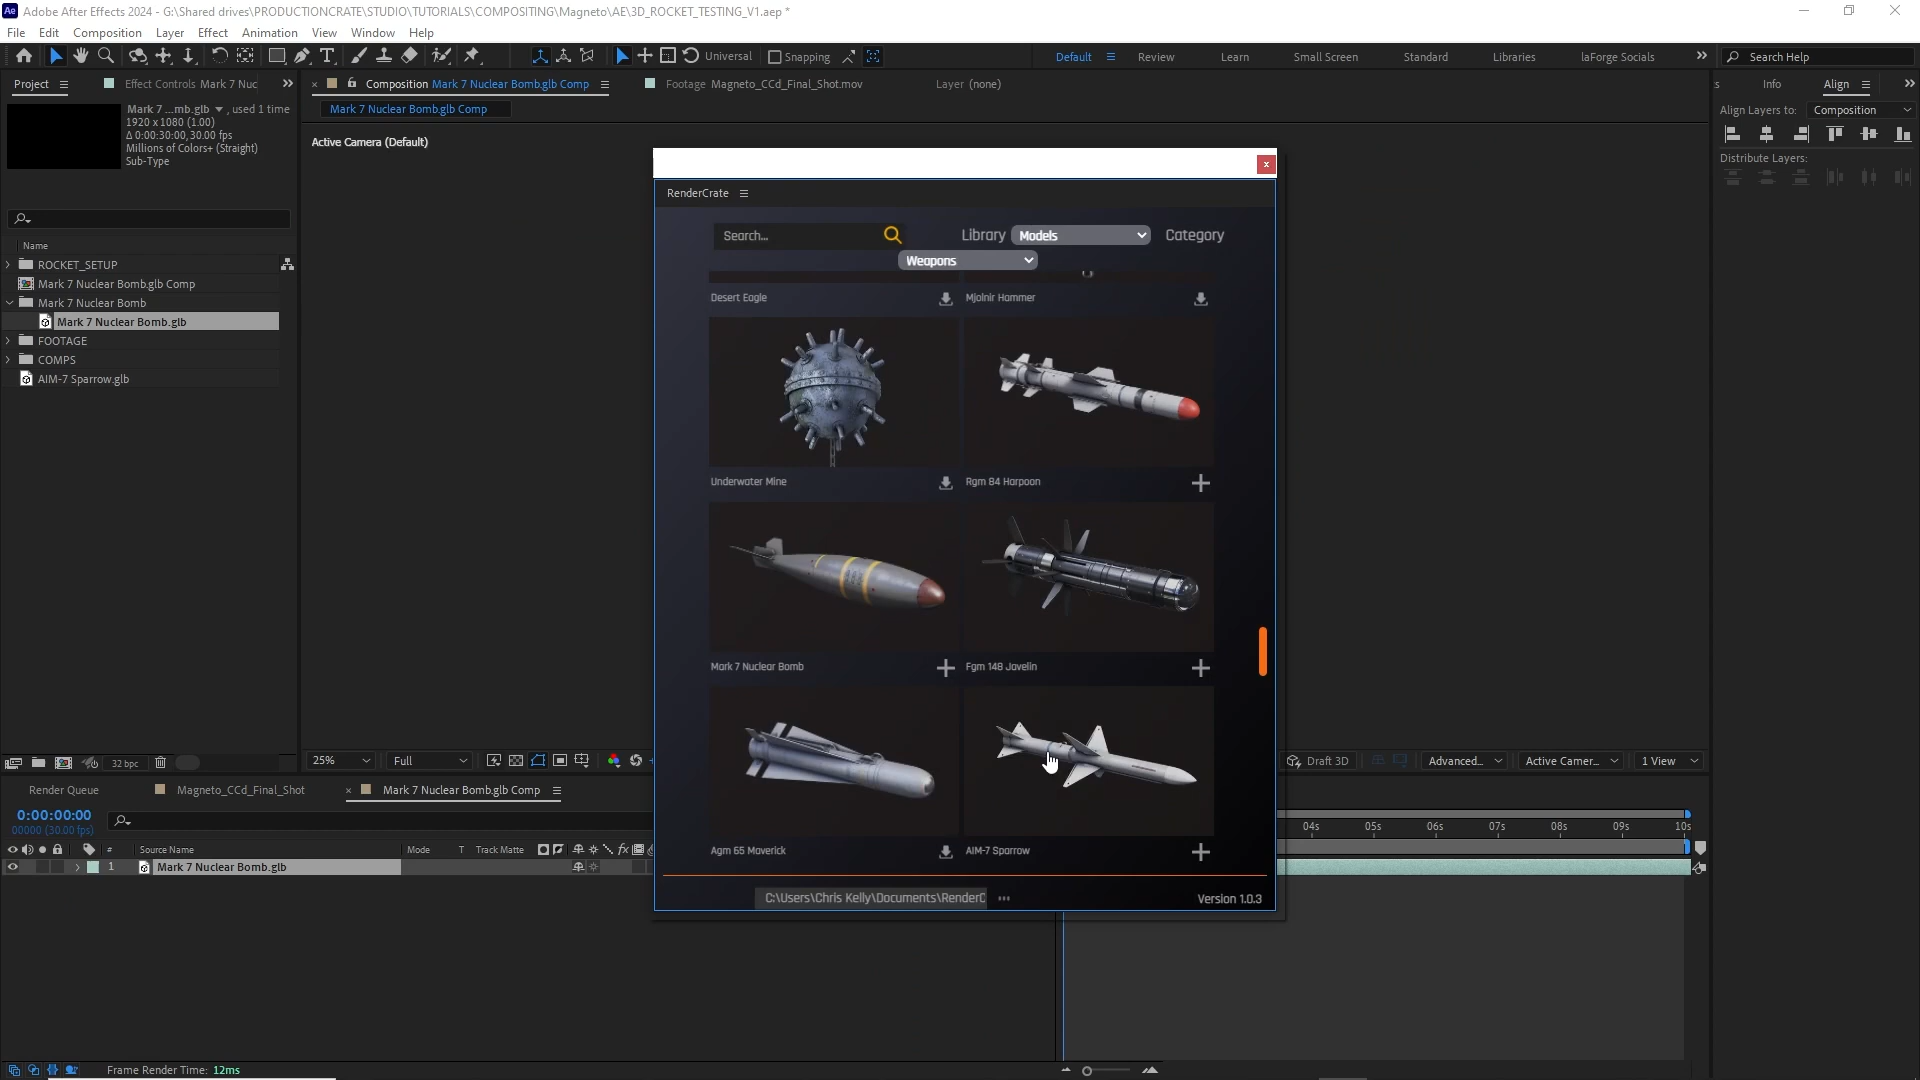 Adobe After Effects 2024 - G:\Shared drives\PRODUCTIONCRATE\STUDIO\TUTORIALS\COMPOSITING\Magneto\AE\3D_ROCKET_TESTING_V1.aep *
File Edit Composition Layer Effect Animation View Window Help
Universal Snapping Default Review Learn Small Screen Standard Libraries laForge Socials Search Help
Project Effect Controls Mark 7 Nuc Composition Mark 7 Nuclear Bomb.glb Comp Footage Magneto_CCd_Final_Shot.mov Layer (none) Info Align
Mark 7 ...mb.glb , used 1 time
1920 x 1080 (1.00)
Δ 0:00:30:00, 30.00 fps
Millions of Colors+ (Straight)
Sub-Type
Mark 7 Nuclear Bomb.glb Comp
Active Camera (Default)
Align Layers to: Composition
Distribute Layers:
Name
ROCKET_SETUP
Mark 7 Nuclear Bomb.glb Comp
Mark 7 Nuclear Bomb
Mark 7 Nuclear Bomb.glb
FOOTAGE
COMPS
AIM-7 Sparrow.glb
RenderCrate
Search... Library Models Category
Weapons
Desert Eagle Mjolnir Hammer
Underwater Mine Rgm 84 Harpoon
Mark 7 Nuclear Bomb Fgm 148 Javelin
Agm 65 Maverick AIM-7 Sparrow
C:\Users\Chris Kelly\Documents\RenderC ... Version 1.0.3
32 bpc 25% Full Draft 3D Advanced... Active Camer... 1 View
Render Queue Magneto_CCd_Final_Shot Mark 7 Nuclear Bomb.glb Comp
0:00:00:00
00000 (30.00 fps)
04s 05s 06s 07s 08s 09s 10s
# Source Name Mode T Track Matte
1 Mark 7 Nuclear Bomb.glb
Frame Render Time: 12ms